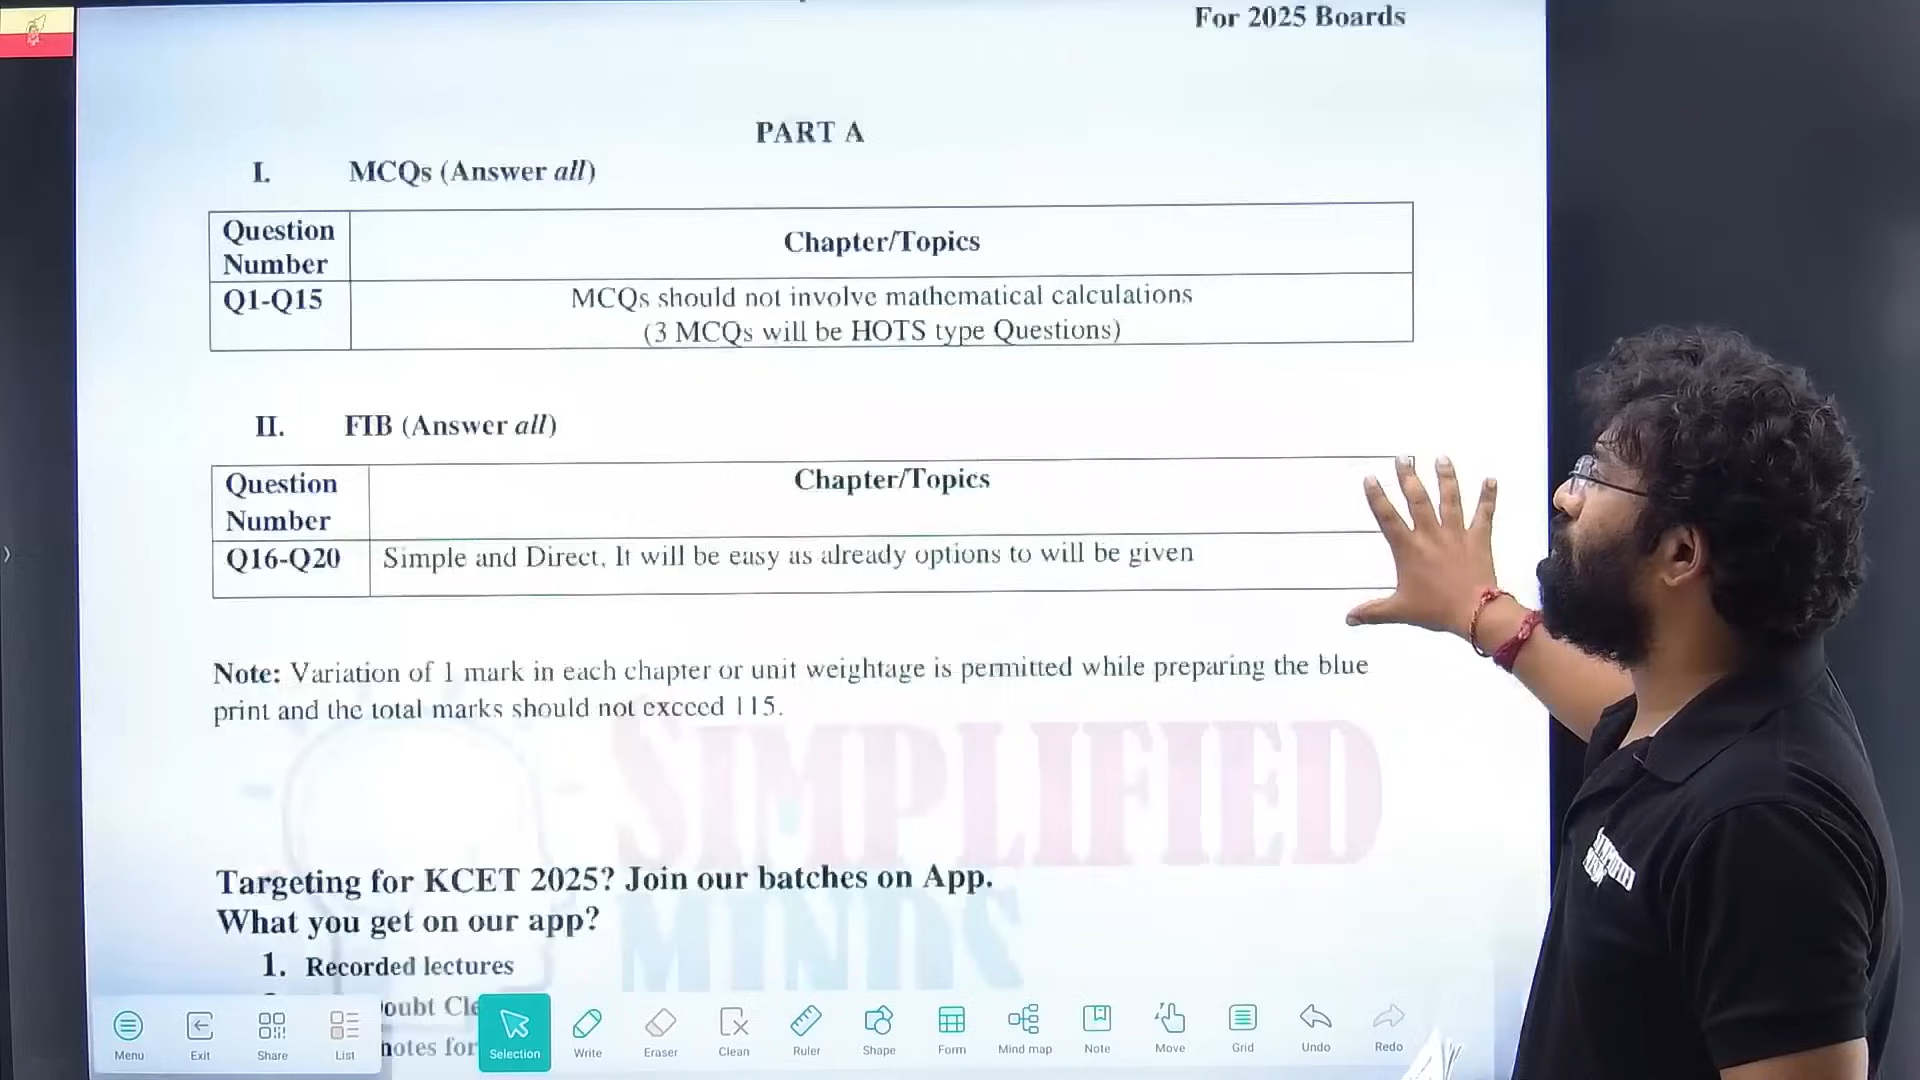 For 2025 Boards
PART A
I. MCQs (Answer all)
Question Number
Chapter/Topics
Q1-Q15
MCQs should not involve mathematical calculations
(3 MCQs will be HOTS type Questions)
II. FIB (Answer all)
Question Number
Chapter/Topics
Q16-Q20
Simple and Direct, It will be easy as already options to will be given
Note: Variation of 1 mark in each chapter or unit weightage is permitted while preparing the blue
print and the total marks should not exceed 115.
SIMPLIFIED
MINDS
Targeting for KCET 2025? Join our batches on App.
What you get on our app?
1. Recorded lectures
oubt Cle
notes for
Menu
Exit
Share
List
Selection
Write
Eraser
Clean
Ruler
Shape
Form
Mind map
Note
Move
Grid
Undo
Redo